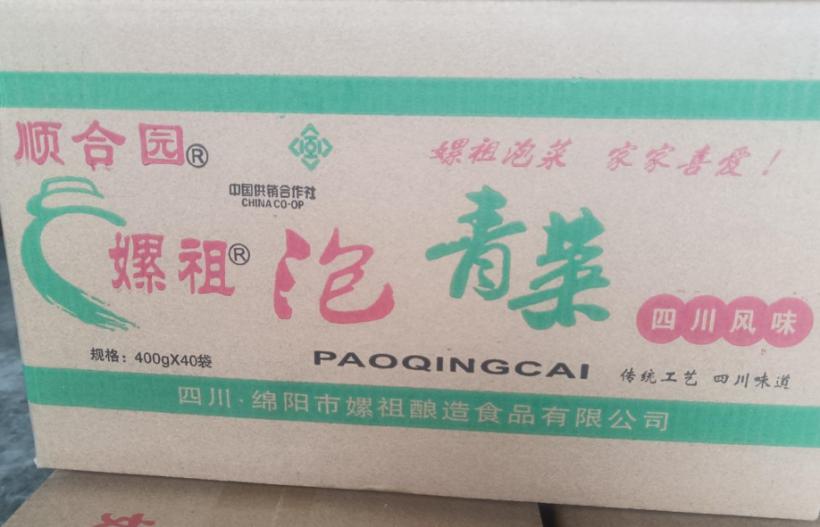 顺合园®
中国供销合作社
CHINA CO-OP
嫘祖泡菜 家家喜爱！
嫘祖® 泡青菜
四川风味
规格：400gX40袋
PAOQINGCAI
传统工艺 四川味道
四川·绵阳市嫘祖酿造食品有限公司